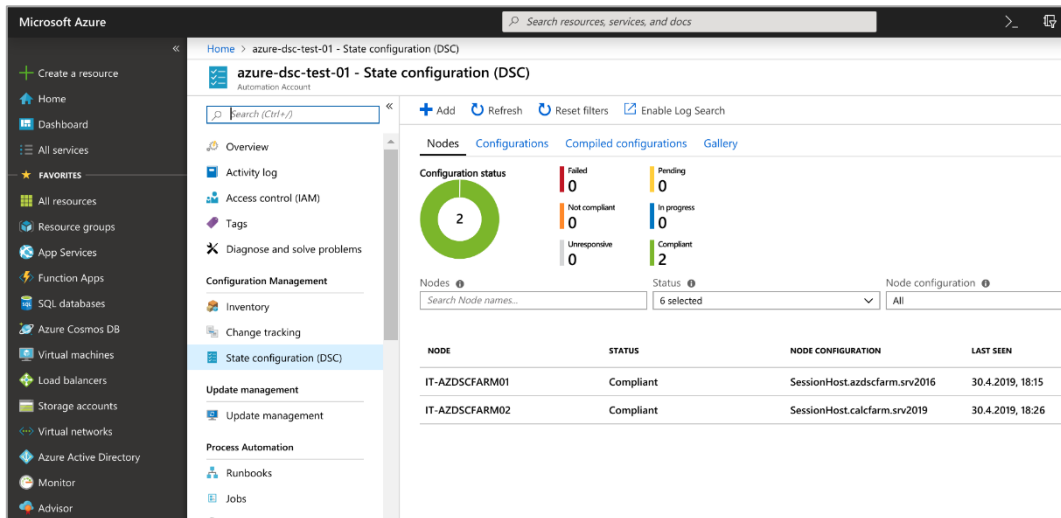 Microsoft Azure
Search resources, services, and docs
Create a resource
Home
Dashboard
All services
FAVORITES
All resources
Resource groups
App Services
Function Apps
SQL databases
Azure Cosmos DB
Virtual machines
Load balancers
Storage accounts
Virtual networks
Azure Active Directory
Monitor
Advisor
Home > azure-dsc-test-01 - State configuration (DSC)
azure-dsc-test-01 - State configuration (DSC)
Automation Account
Search (Ctrl+/)
Overview
Activity log
Access control (IAM)
Tags
Diagnose and solve problems
Configuration Management
Inventory
Change tracking
State configuration (DSC)
Update management
Update management
Process Automation
Runbooks
Jobs
Add Refresh Reset filters Enable Log Search
Nodes Configurations Compiled configurations Gallery
Configuration status
2
Failed
0
Pending
0
Not compliant
0
In progress
0
Unresponsive
0
Compliant
2
Nodes Status Node configuration
Search Node names... 6 selected All
NODE STATUS NODE CONFIGURATION LAST SEEN
IT-AZDSCFARM01 Compliant SessionHost.azdscfarm.srv2016 30.4.2019, 18:15
IT-AZDSCFARM02 Compliant SessionHost.calcfarm.srv2019 30.4.2019, 18:26